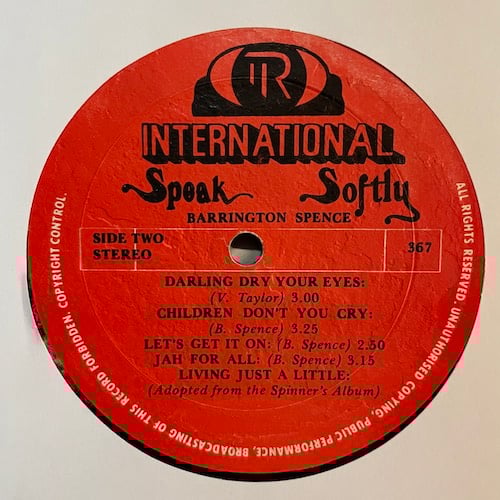 TR
INTERNATIONAL
Speak Softly
BARRINGTON SPENCE
SIDE TWO
STEREO
367
DARLING DRY YOUR EYES:
(V. Taylor) 3.00
CHILDREN DON'T YOU CRY:
(B. Spence) 3.25
LET'S GET IT ON: (B. Spence) 2.50
JAH FOR ALL: (B. Spence) 3.15
LIVING JUST A LITTLE:
(Adopted from the Spinner's Album)
ALL RIGHTS RESERVED. UNAUTHORISED COPYING, PUBLIC PERFORMANCE, BROADCASTING OF THIS RECORD FORBIDDEN. COPYRIGHT CONTROL.